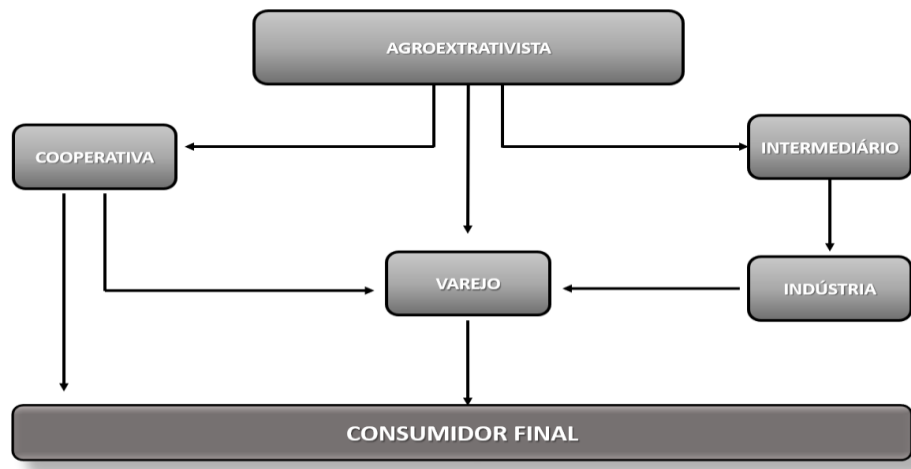 AGROEXTRATIVISTA
COOPERATIVA
INTERMEDIÁRIO
VAREJO
INDÚSTRIA
CONSUMIDOR FINAL